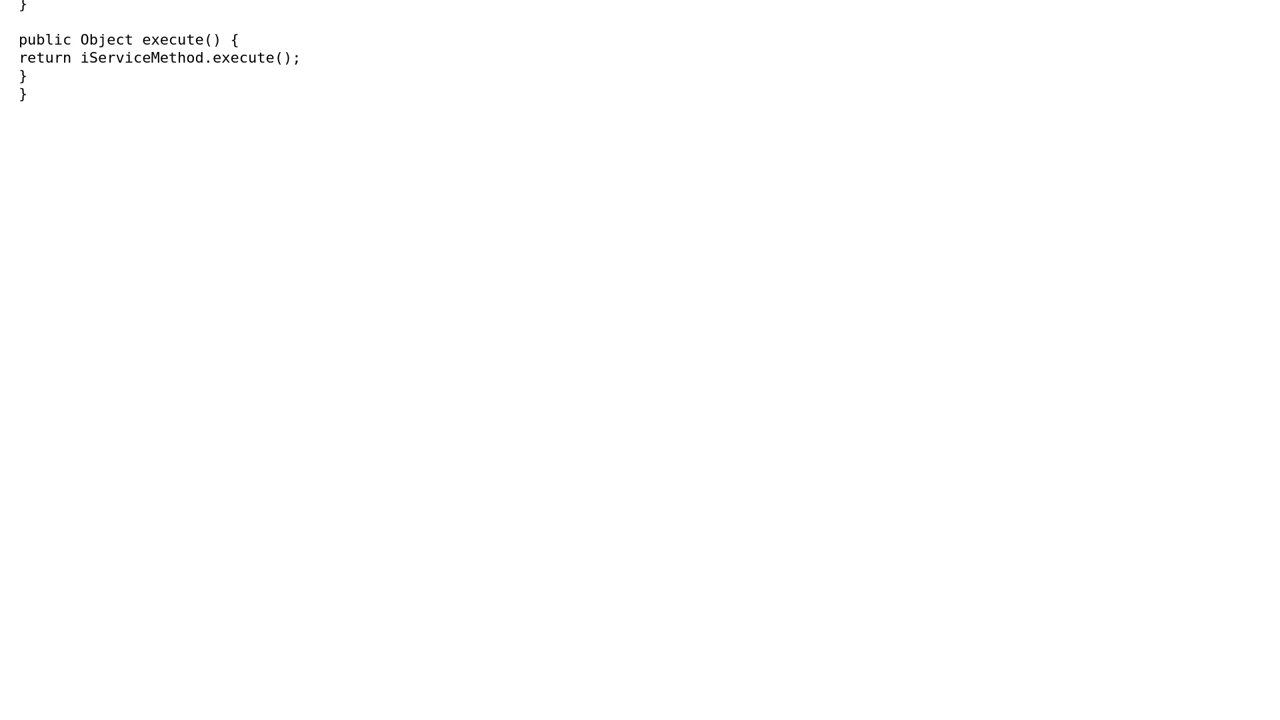 }

public Object execute() {
return iServiceMethod.execute();
}
}